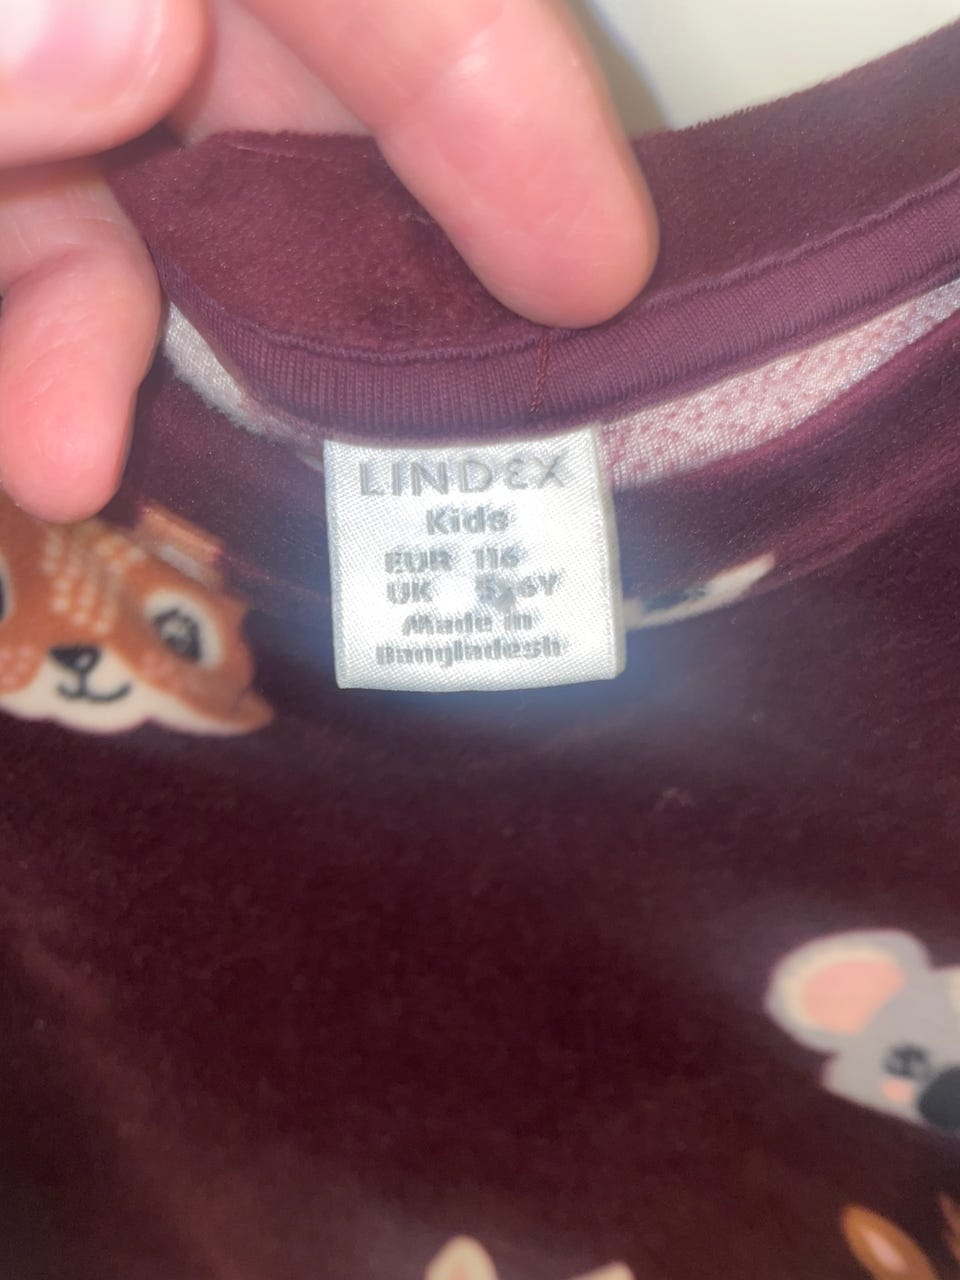 LINDEX
Kids
EUR 116
UK 5-6Y
Made in
Bangladesh